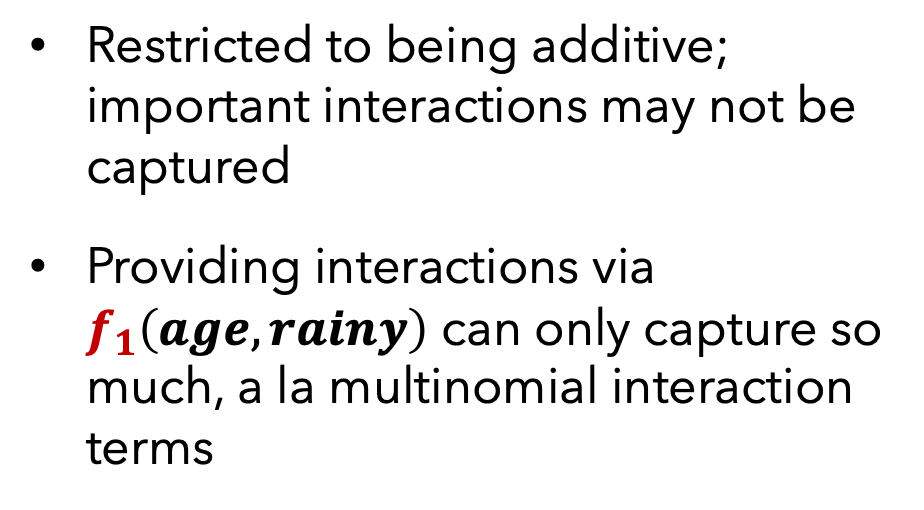 • Restricted to being additive;
important interactions may not be
captured
• Providing interactions via
f₁(age, rainy) can only capture so
much, a la multinomial interaction
terms